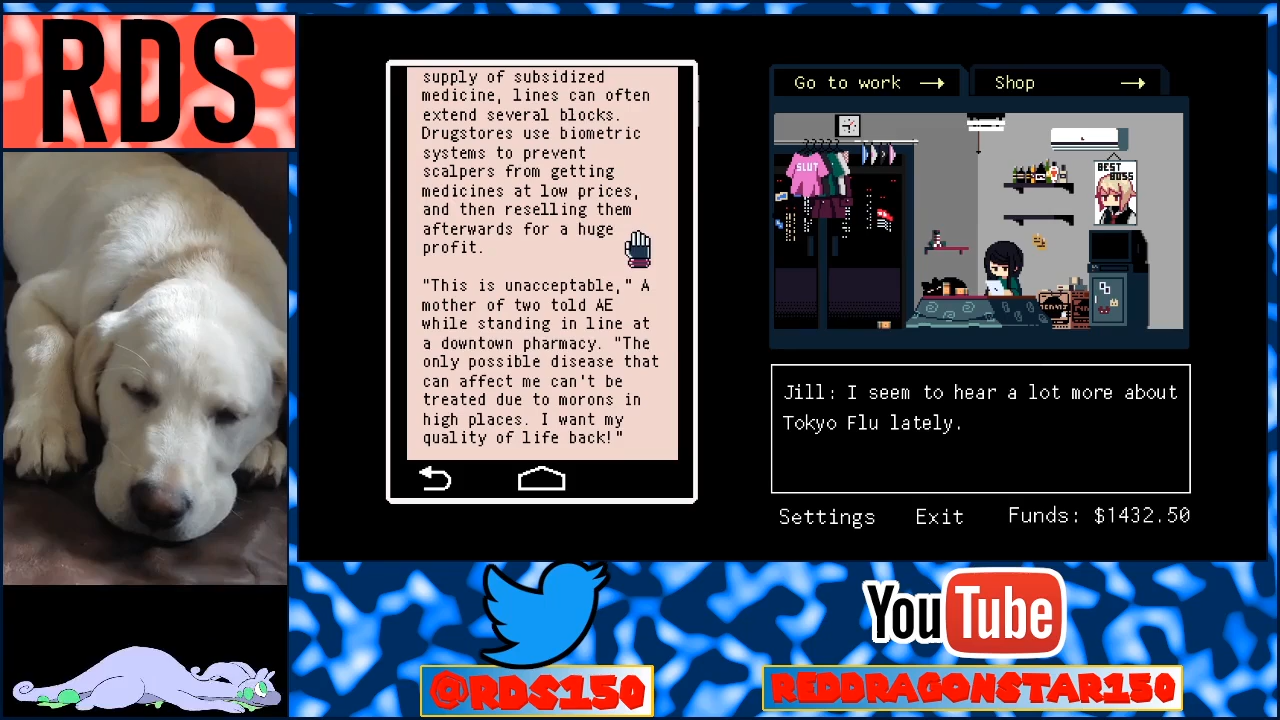 RDS
supply of subsidized
medicine, lines can often
extend several blocks.
Drugstores use biometric
systems to prevent
scalpers from getting
medicines at low prices,
and then reselling them
afterwards for a huge
profit.
"This is unacceptable," A
mother of two told AE
while standing in line at
a downtown pharmacy. "The
only possible disease that
can affect me can't be
treated due to morons in
high places. I want my
quality of life back!"
Go to work →
Shop →
SLUT
BEST
BOSS
Jill: I seem to hear a lot more about
Tokyo Flu lately.
Settings Exit Funds: $1432.50
YouTube
@RDS150
REDDRAGONSTAR150